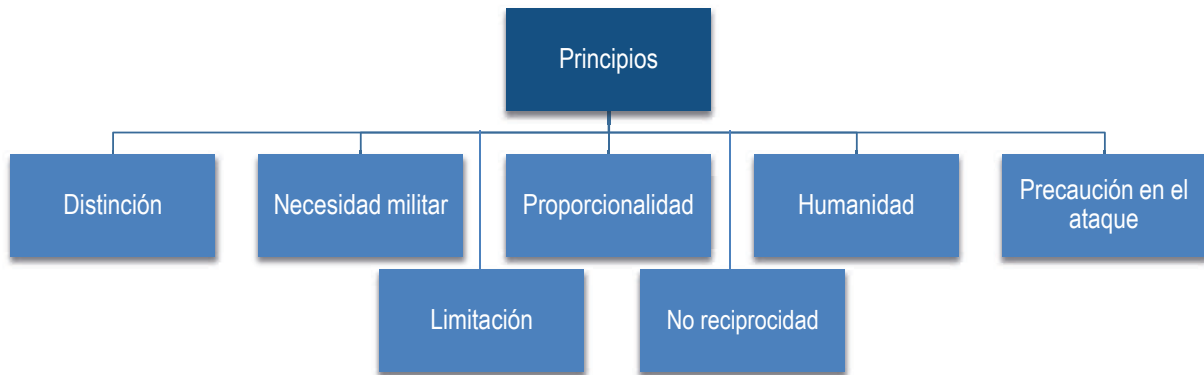 Principios
Distinción
Necesidad militar
Proporcionalidad
Humanidad
Precaución en el
ataque
Limitación
No reciprocidad